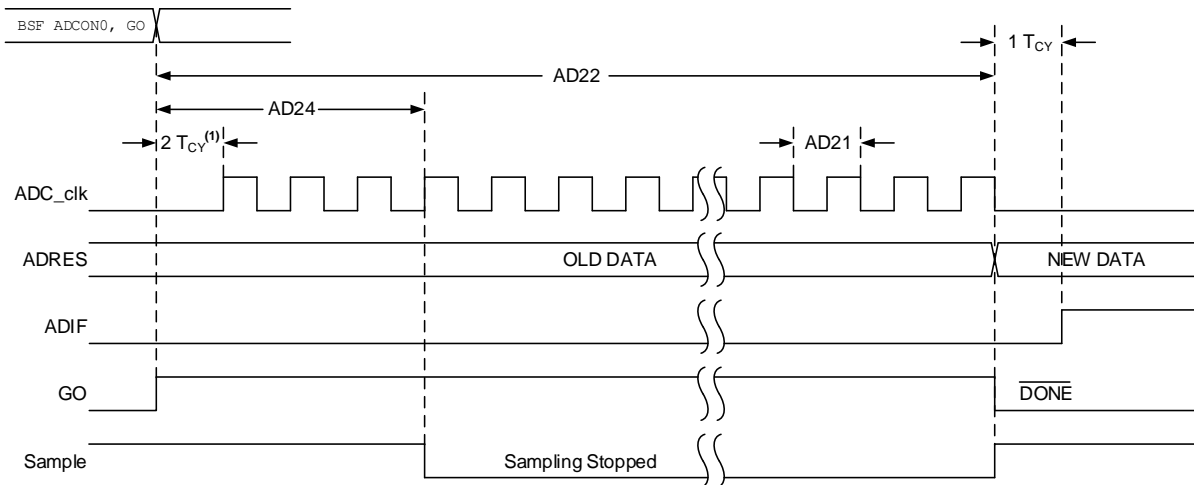 BSF ADCON0, GO
1 TCY
AD22
AD24
2 TCY(1)
AD21
ADC_clk
ADRES
OLD DATA
NEW DATA
ADIF
GO
DONE
Sample
Sampling Stopped